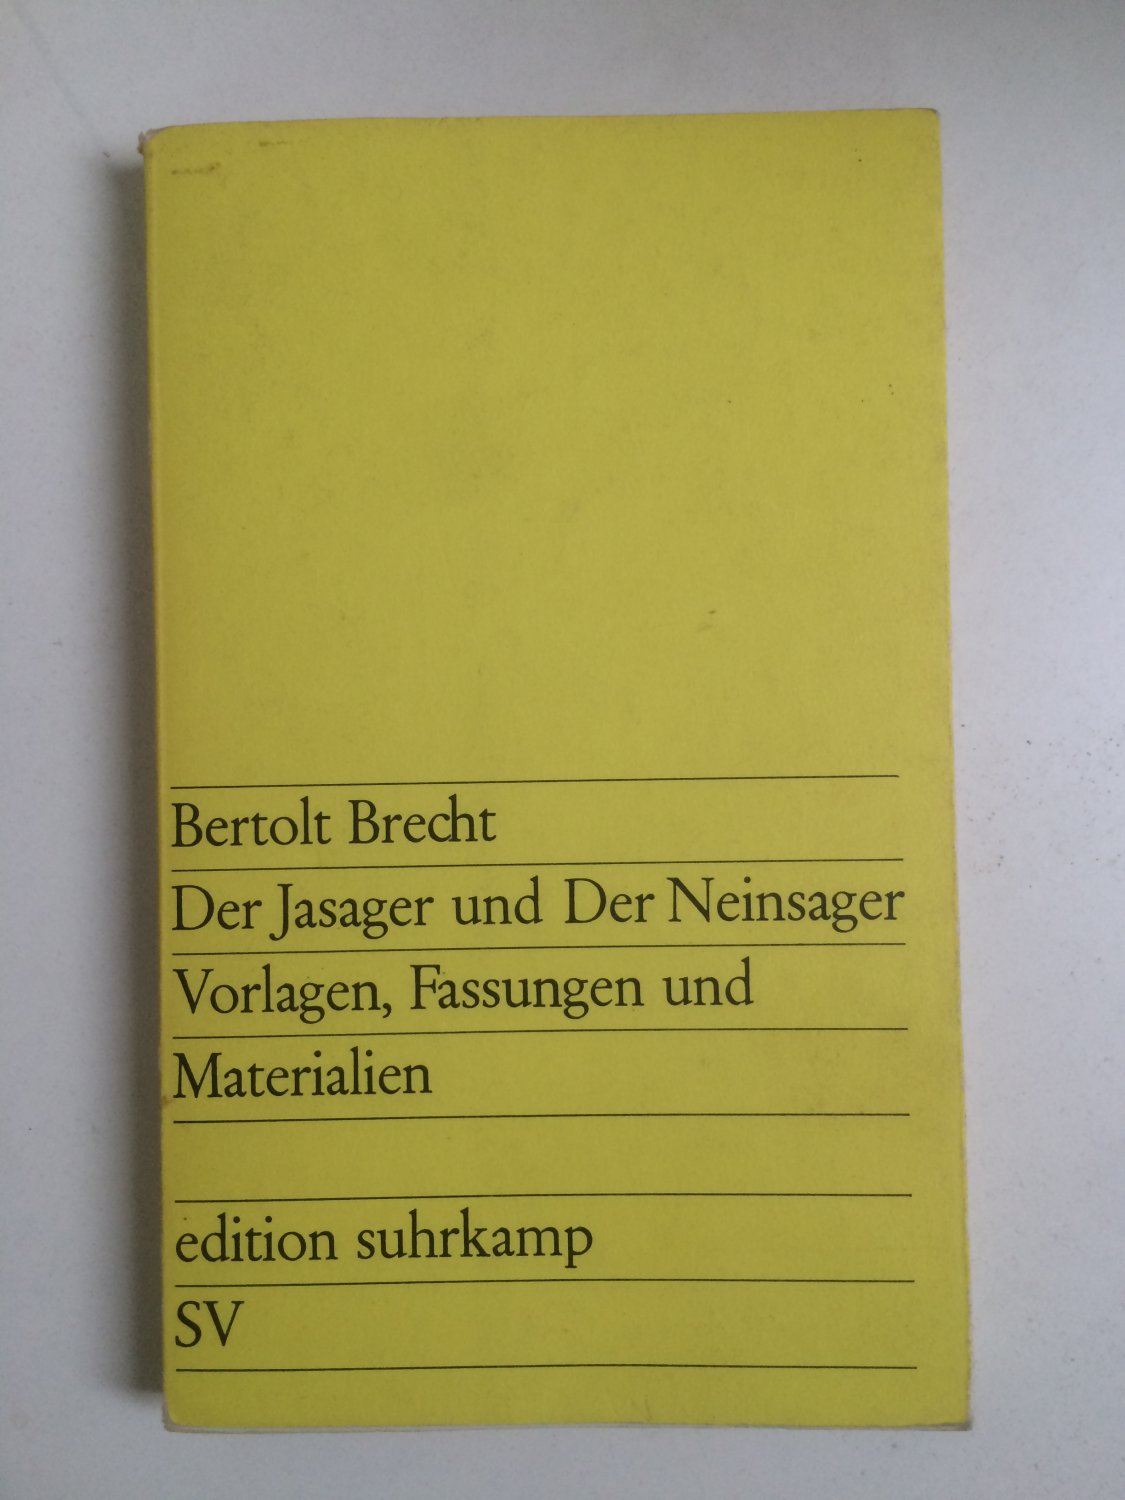 Bertolt Brecht
Der Jasager und Der Neinsager
Vorlagen, Fassungen und
Materialien
edition suhrkamp
SV